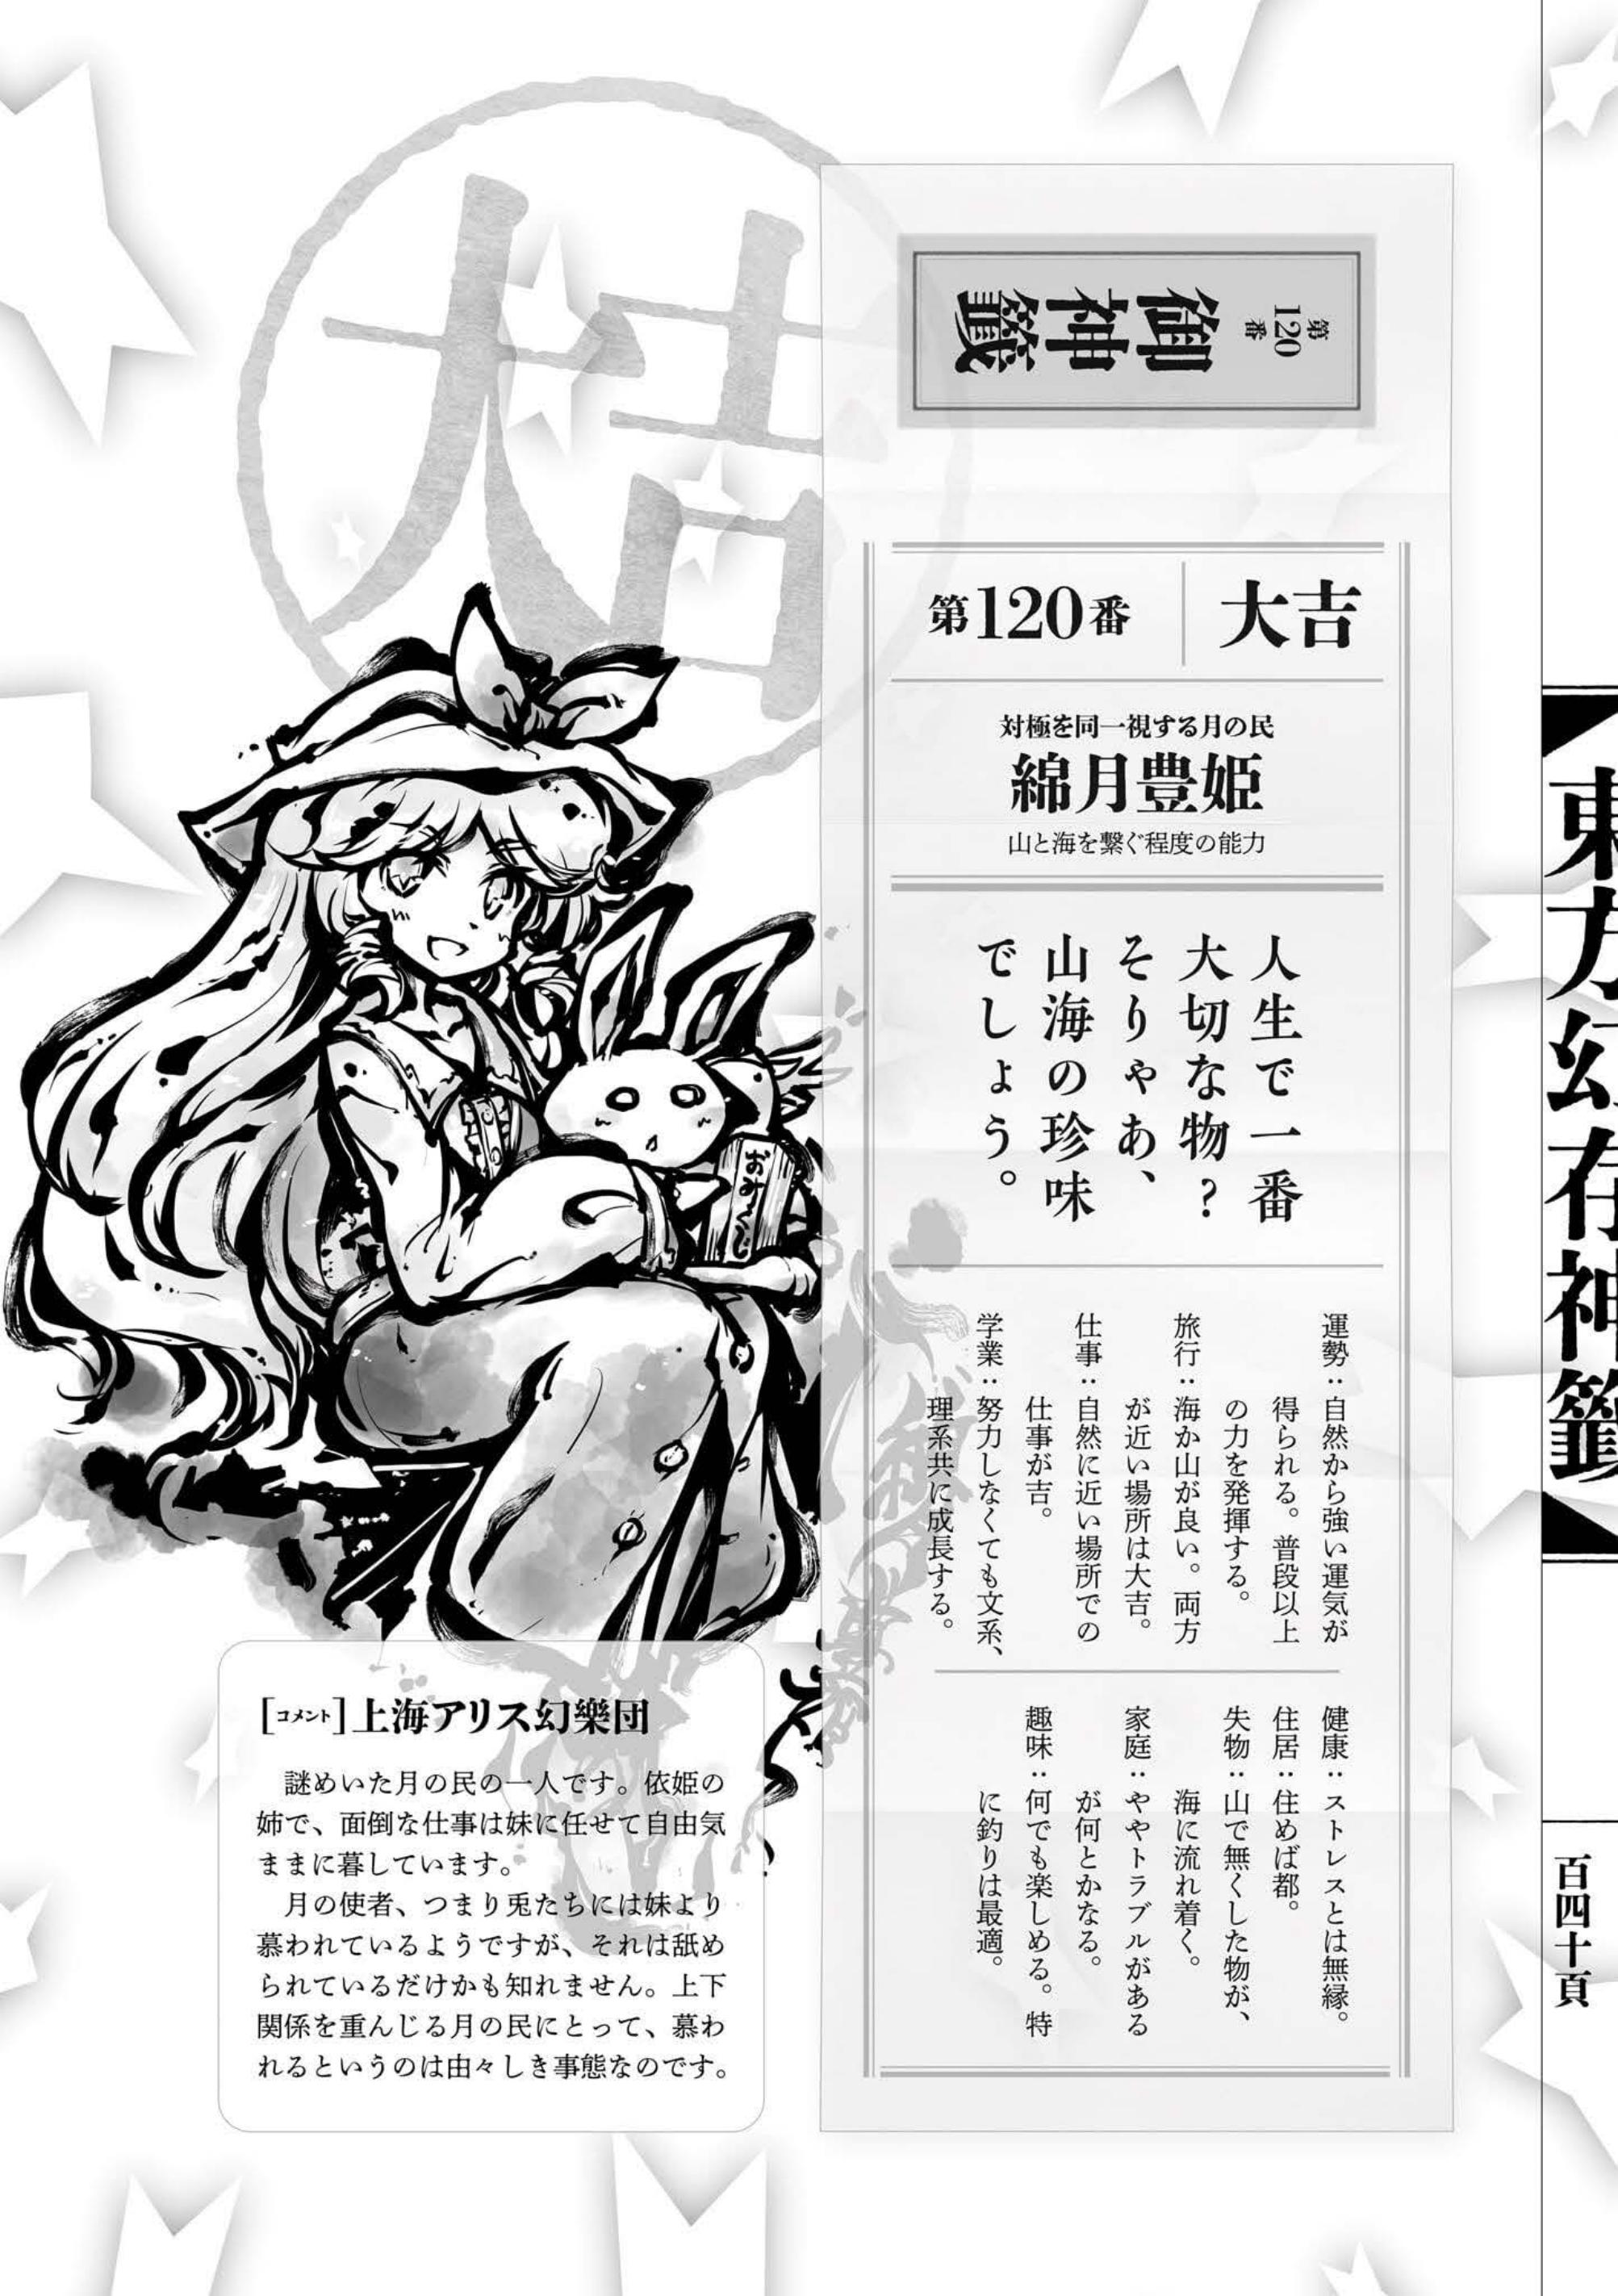 東方幻存神籤
百四十頁
御神籤
第120番
大吉
第120番
大吉
対極を同一視する月の民
綿月豊姫
山と海を繋ぐ程度の能力
人生で一番
大切な物？
そりゃあ、
山海の珍味
でしょう。
運勢：自然から強い運気が
得られる。普段以上
の力を発揮する。
旅行：海か山が良い。両方
が近い場所は大吉。
仕事：自然に近い場所での
仕事が吉。
学業：努力しなくても文系、
理系共に成長する。
健康：ストレスとは無縁。
住居：住めば都。
失物：山で無くした物が、
海に流れ着く。
家庭：ややトラブルがある
が何とかなる。
趣味：何でも楽しめる。特
に釣りは最適。
おみくじ
［コメント］上海アリス幻樂団
謎めいた月の民の一人です。依姫の
姉で、面倒な仕事は妹に任せて自由気
ままに暮しています。
月の使者、つまり兎たちには妹より
慕われているようですが、それは舐め
られているだけかも知れません。上下
関係を重んじる月の民にとって、慕わ
れるというのは由々しき事態なのです。